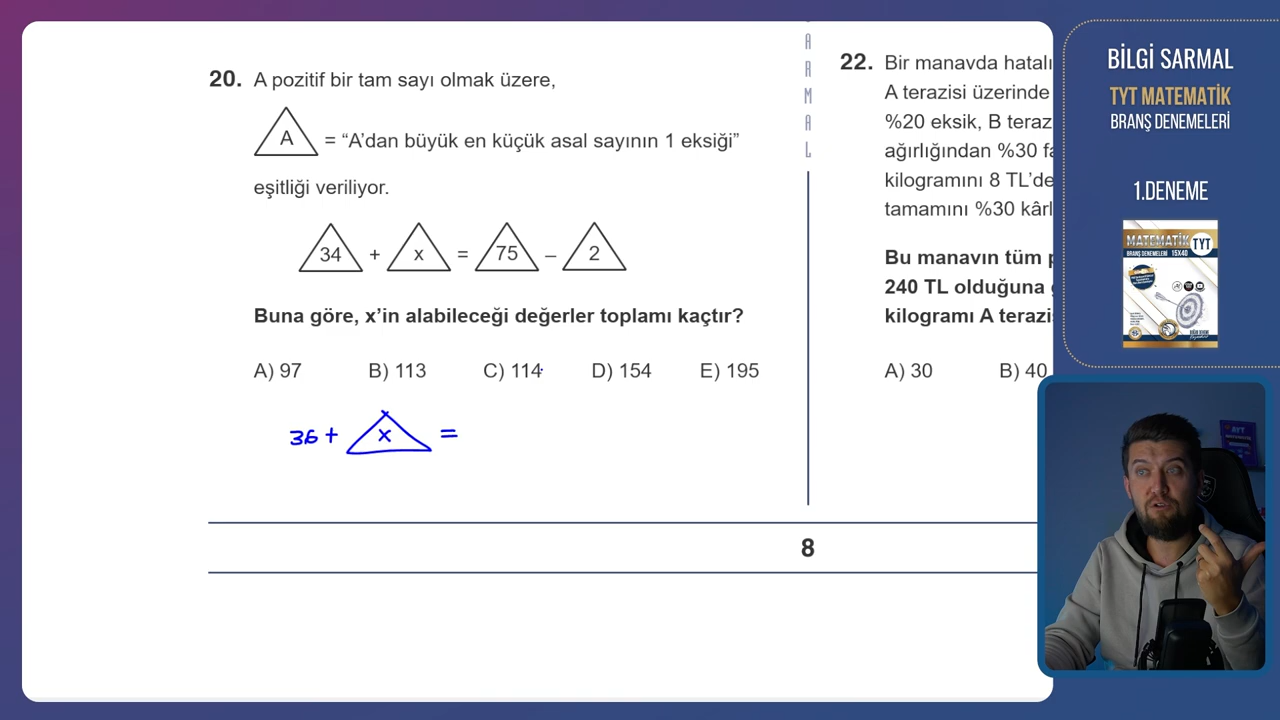 20. A pozitif bir tam sayı olmak üzere,
A = “A’dan büyük en küçük asal sayının 1 eksiği”
eşitliği veriliyor.
34 + x = 75 – 2
Buna göre, x’in alabileceği değerler toplamı kaçtır?
A) 97 B) 113 C) 114 D) 154 E) 195
36 + x =
A
R
M
A
L
22. Bir manavda hatalı
A terazisi üzerinde
%20 eksik, B teraz
ağırlığından %30 fa
kilogramını 8 TL’de
tamamını %30 kârl
Bu manavın tüm p
240 TL olduğuna
kilogramı A terazi
A) 30 B) 40
8
BİLGİ SARMAL
TYT MATEMATİK
BRANŞ DENEMELERİ
1.DENEME
MATEMATİK TYT
BRANŞ DENEMELERİ 15X40